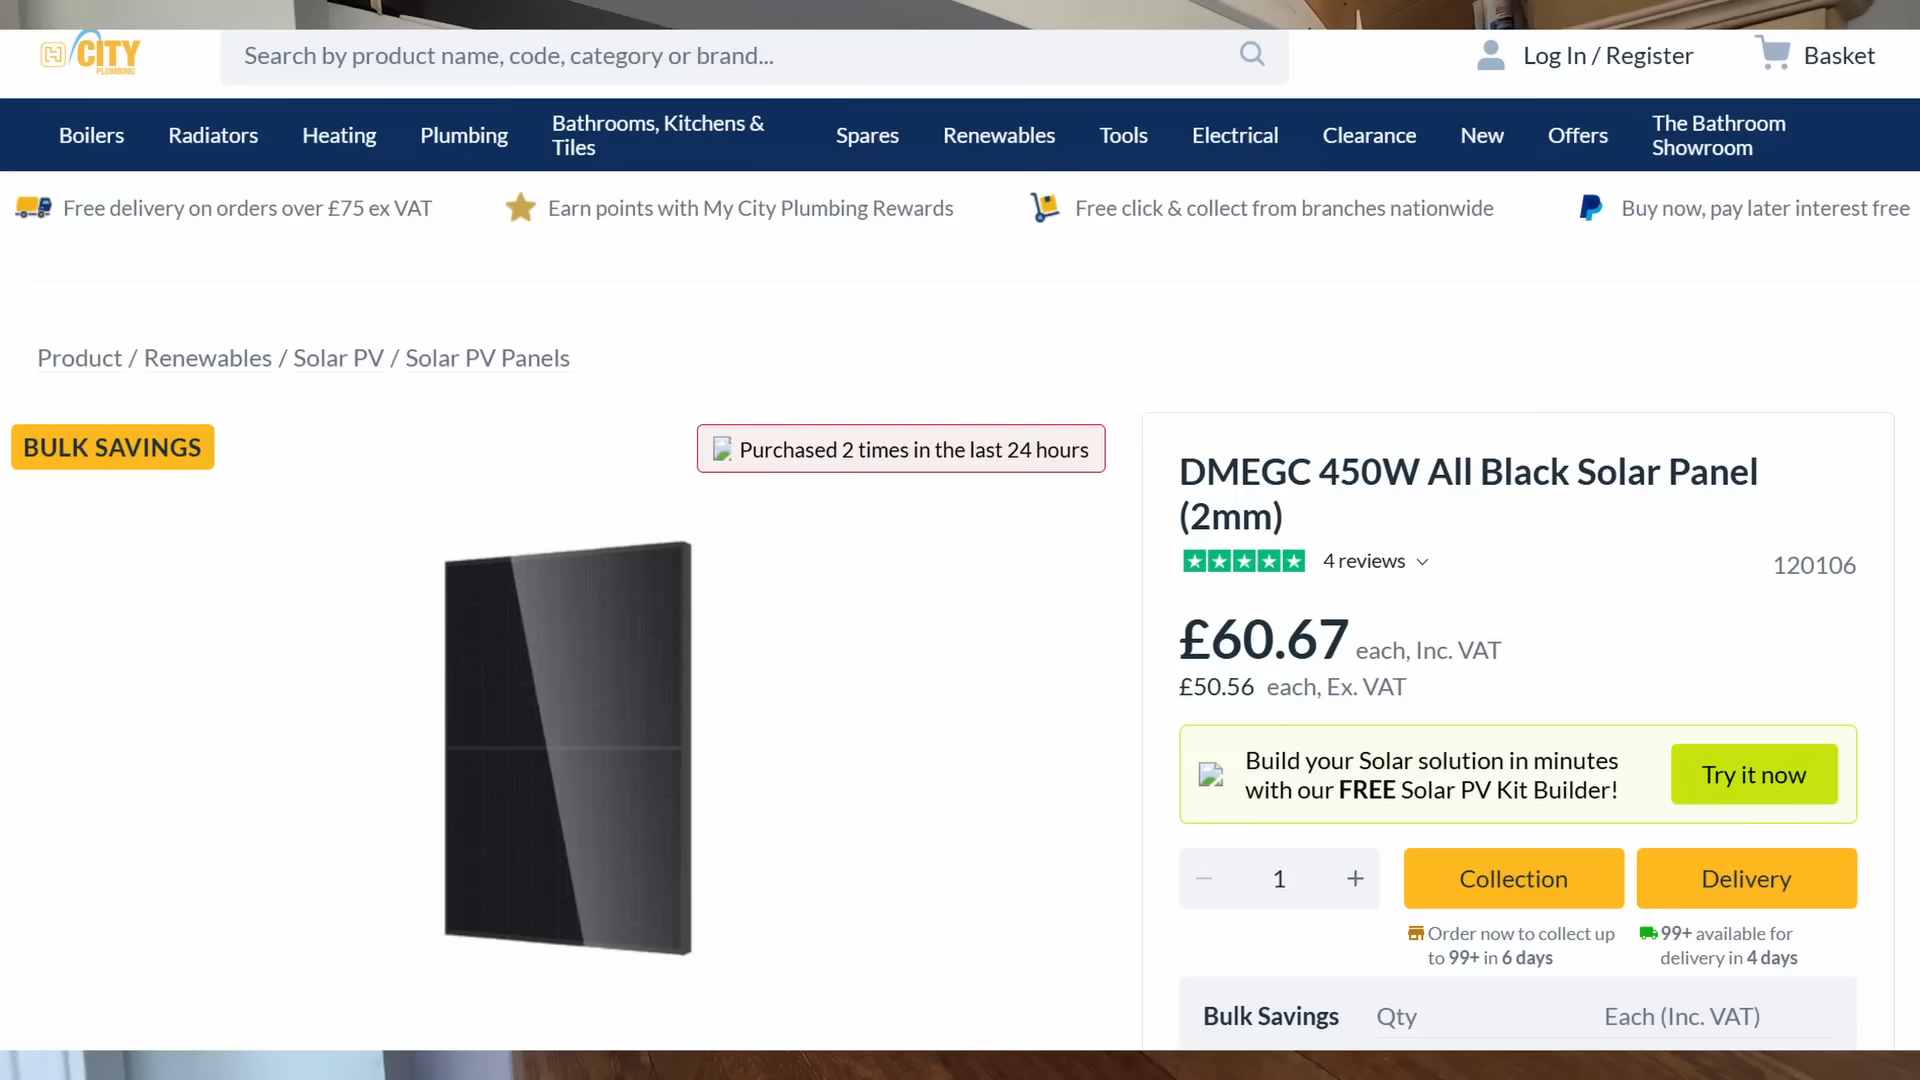 CITY
PLUMBING
Search by product name, code, category or brand...
Log In / Register
Basket
Boilers
Radiators
Heating
Plumbing
Bathrooms, Kitchens &
Tiles
Spares
Renewables
Tools
Electrical
Clearance
New
Offers
The Bathroom
Showroom
Free delivery on orders over £75 ex VAT
Earn points with My City Plumbing Rewards
Free click & collect from branches nationwide
Buy now, pay later interest free
Product / Renewables / Solar PV / Solar PV Panels
BULK SAVINGS
Purchased 2 times in the last 24 hours
DMEGC 450W All Black Solar Panel
(2mm)
4 reviews
120106
£60.67 each, Inc. VAT
£50.56 each, Ex. VAT
Build your Solar solution in minutes
with our FREE Solar PV Kit Builder!
Try it now
1
Collection
Delivery
Order now to collect up
to 99+ in 6 days
99+ available for
delivery in 4 days
Bulk Savings
Qty
Each (Inc. VAT)